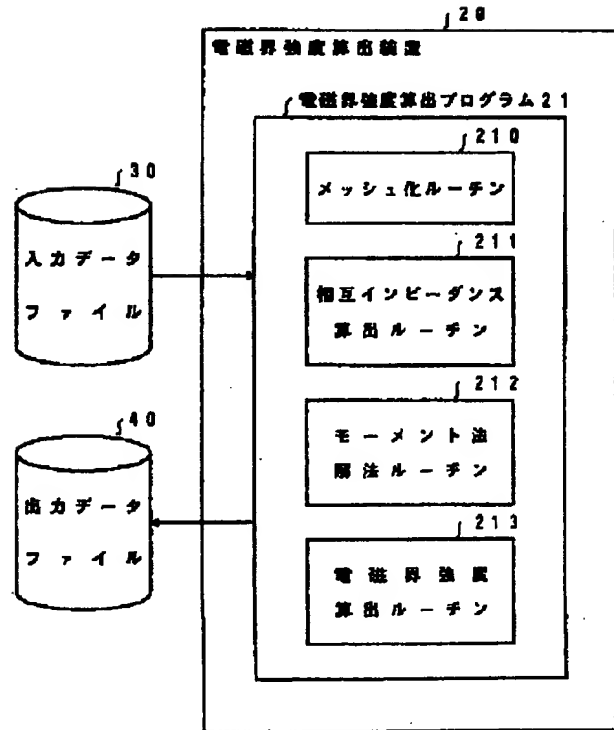 20
電磁界強度算出装置
電磁界強度算出プログラム21
210
メッシュ化ルーチン
30
入力データ
ファイル
211
相互インピーダンス
算出ルーチン
212
モーメント法
解法ルーチン
40
出力データ
ファイル
213
電磁界強度
算出ルーチン